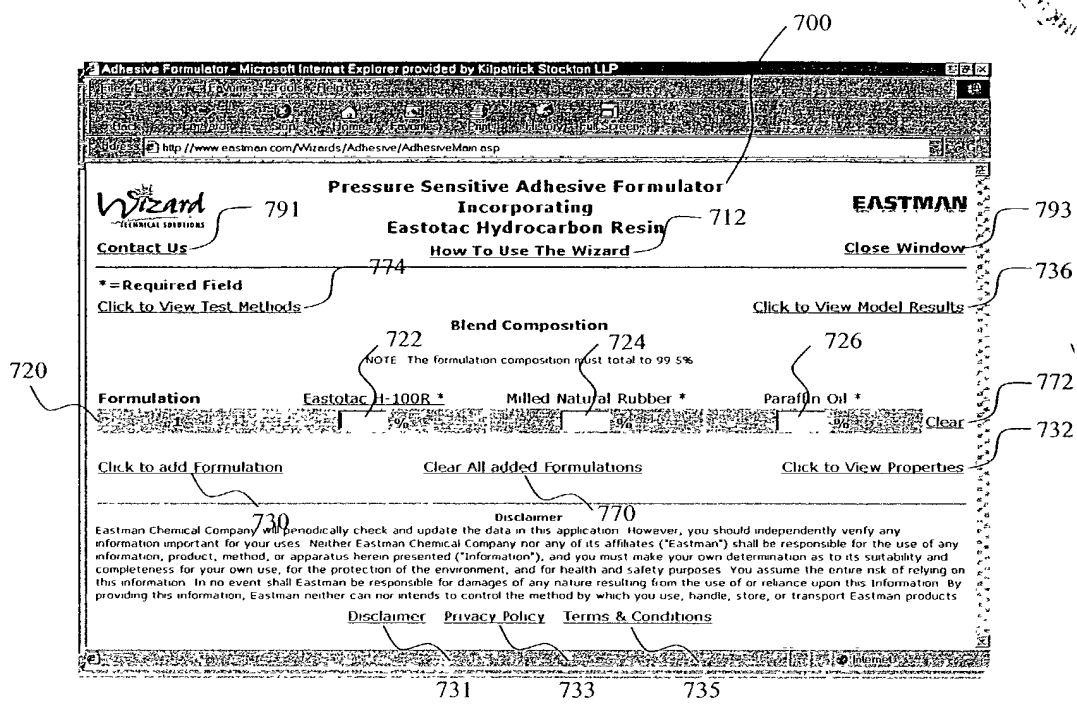 700
Adhesive Formulator - Microsoft Internet Explorer provided by Kilpatrick Stockton LLP
File Edit View Favorites Tools Help
http //www eastman com/Wizards/Adhesive/AdhesiveMain asp
Wizard
TECHNICAL SOLUTIONS
791
Pressure Sensitive Adhesive Formulator
Incorporating
Eastotac Hydrocarbon Resin
712
EASTMAN
793
Contact Us
How To Use The Wizard
Close Window
774
736
*=Required Field
Click to View Test Methods
Click to View Model Results
Blend Composition
722
724
726
NOTE The formulation composition must total to 99 5%
720
772
Formulation Eastotac H-100R * Milled Natural Rubber * Paraffin Oil *
1 % % % Clear
732
Click to add Formulation Clear All added Formulations Click to View Properties
730
770
Disclaimer
Eastman Chemical Company will periodically check and update the data in this application However, you should independently verify any
information important for your uses Neither Eastman Chemical Company nor any of its affiliates ("Eastman") shall be responsible for the use of any
information, product, method, or apparatus herein presented ("Information"), and you must make your own determination as to its suitability and
completeness for your own use, for the protection of the environment, and for health and safety purposes You assume the entire risk of relying on
this information In no event shall Eastman be responsible for damages of any nature resulting from the use of or reliance upon this Information By
providing this information, Eastman neither can nor intends to control the method by which you use, handle, store, or transport Eastman products
Disclaimer Privacy Policy Terms & Conditions
Internet
731 733 735